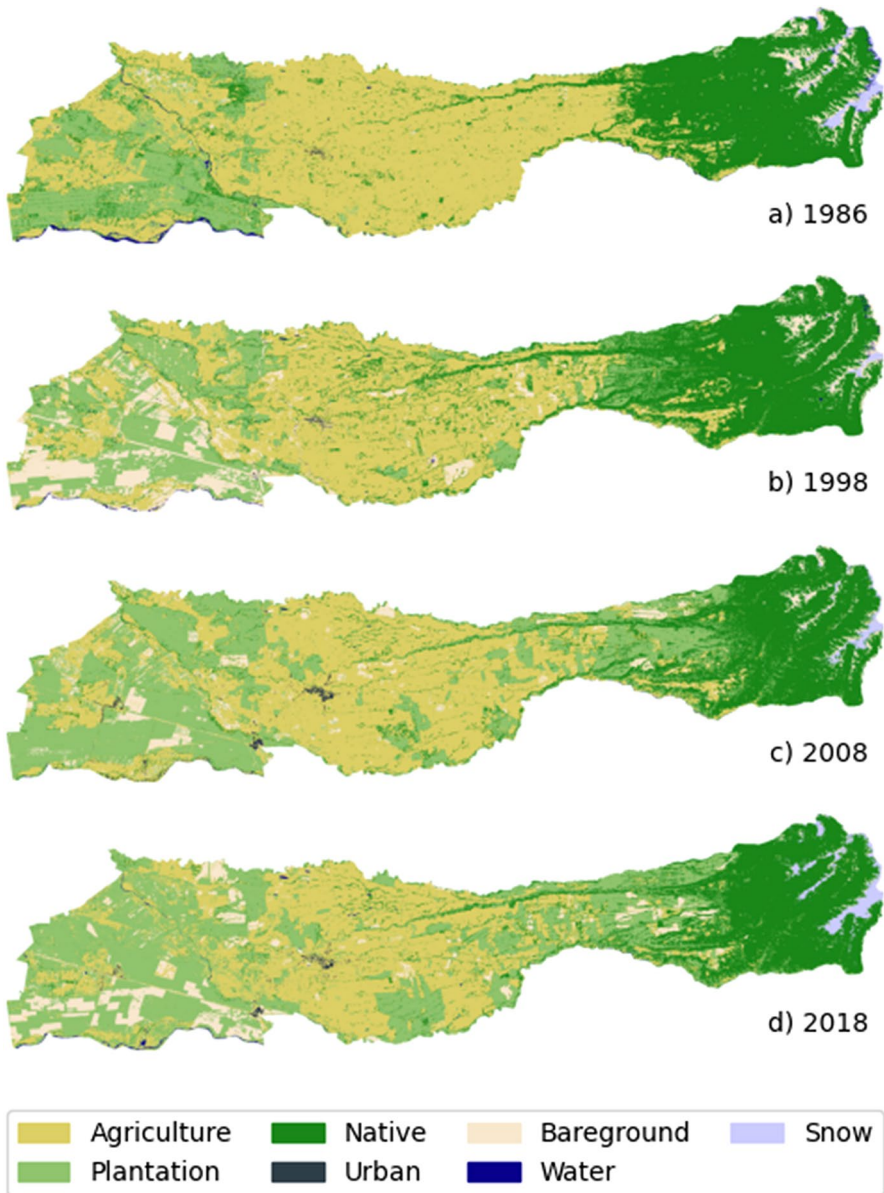 a) 1986
b) 1998
c) 2008
d) 2018
Agriculture Native Bareground Snow
Plantation Urban Water